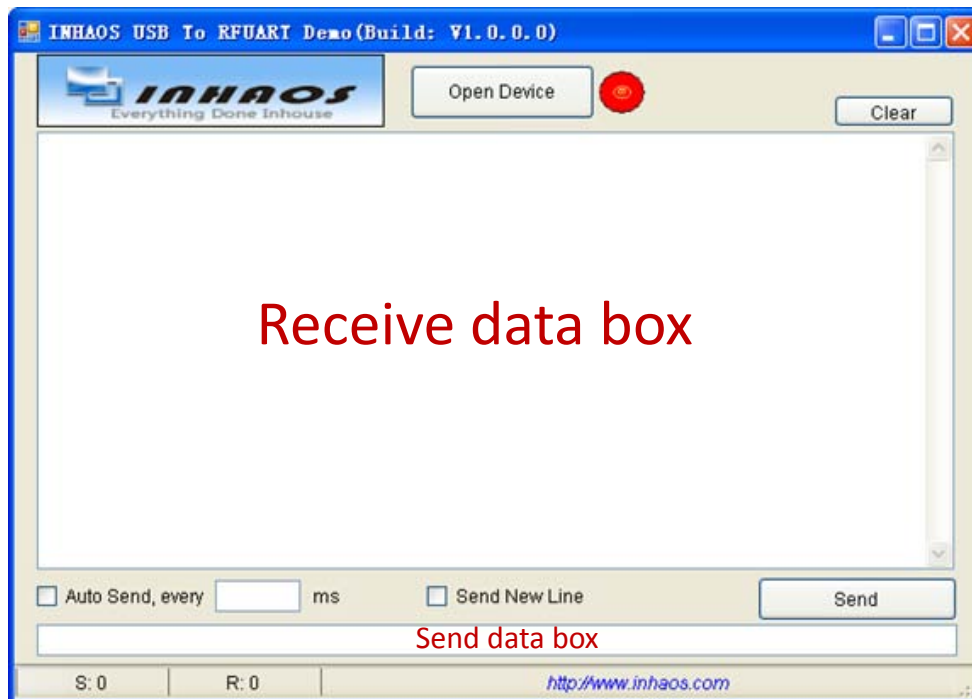 INHAOS USB To RFUART Demo(Build: V1.0.0.0)
INHAOS
Everything Done Inhouse
Open Device
Clear
Receive data box
Auto Send, every ms
Send New Line
Send
Send data box
S: 0
R: 0
http://www.inhaos.com